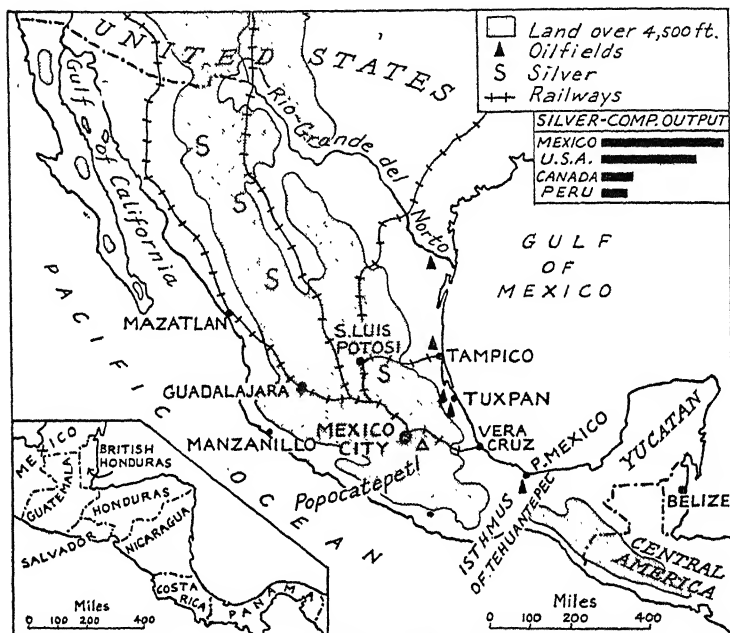 UNITED STATES
Land over 4,500 ft.
Oilfields
S Silver
Railways
SILVER-COMP. OUTPUT
MEXICO
U.S.A.
CANADA
PERU
Gulf of California
Rio-Grande del Norto
GULF
OF
MEXICO
S
S
S
S
PACIFIC OCEAN
MAZATLAN
S. LUIS
POTOSI
TAMPICO
GUADALAJARA
TUXPAN
MANZANILLO
MEXICO
CITY
VERA
CRUZ
P. MEXICO
YUCATAN
Popocatepetl
ISTHMUS
OF TEHUANTEPEC
BELIZE
CENTRAL
AMERICA
Miles
0 200 400
MEXICO
BRITISH
HONDURAS
GUATEMALA
HONDURAS
SALVADOR
NICARAGUA
COSTA
RICA
PANAMA
Miles
0 100 200 400